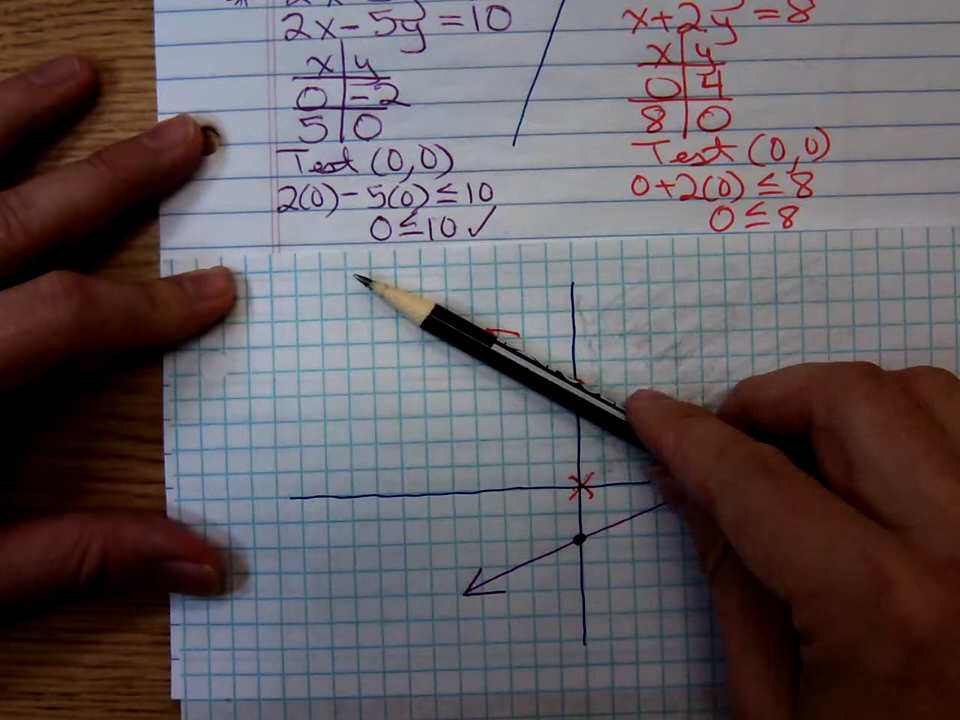 2x - 5y = 10
x | y
0 | -2
5 | 0
Test (0,0)
2(0) - 5(0) ≤ 10
0 ≤ 10 ✓
x + 2y = 8
x | y
0 | 4
8 | 0
Test (0,0)
0 + 2(0) ≤ 8
0 ≤ 8